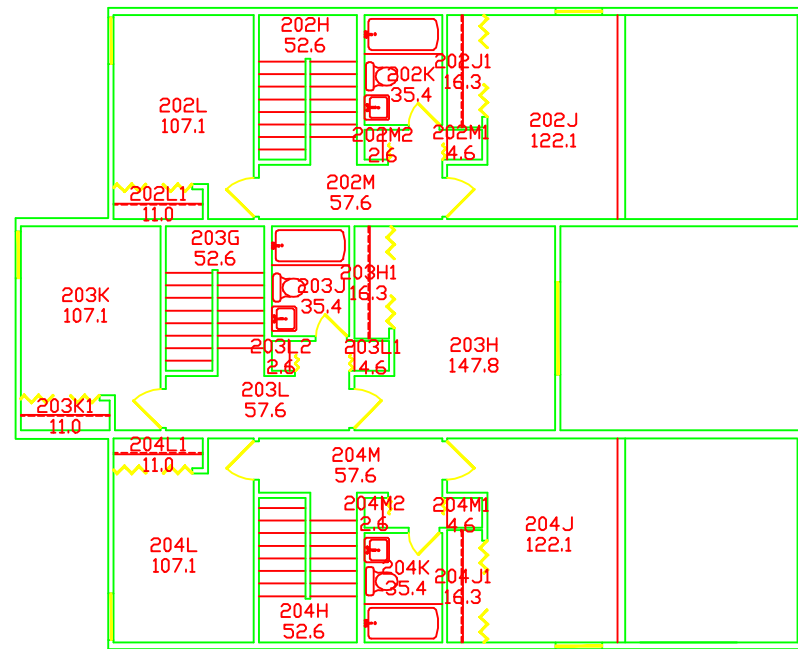 202H
52.6
202K
35.4
202J1
16.3
202L
107.1
202J
122.1
202M2
2.6
202M1
4.6
202M
57.6
202L1
11.0
203G
52.6
203J
35.4
203H1
16.3
203K
107.1
203H
147.8
203L2
2.6
203L1
4.6
203L
57.6
203K1
11.0
204L1
11.0
204M
57.6
204M2
2.6
204M1
4.6
204J
122.1
204L
107.1
204K
35.4
204J1
16.3
204H
52.6